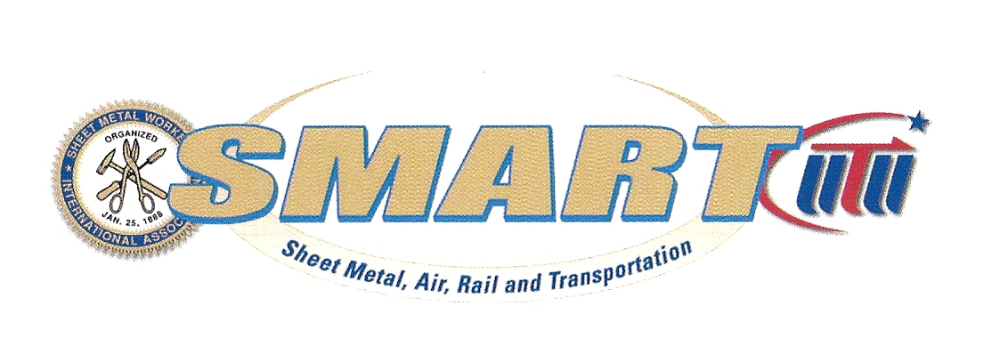 SHEET METAL WORKE
ORGANIZED
JAN. 25, 1888
INTERNATIONAL ASSOC
SMART
UTU
Sheet Metal, Air, Rail and Transportation